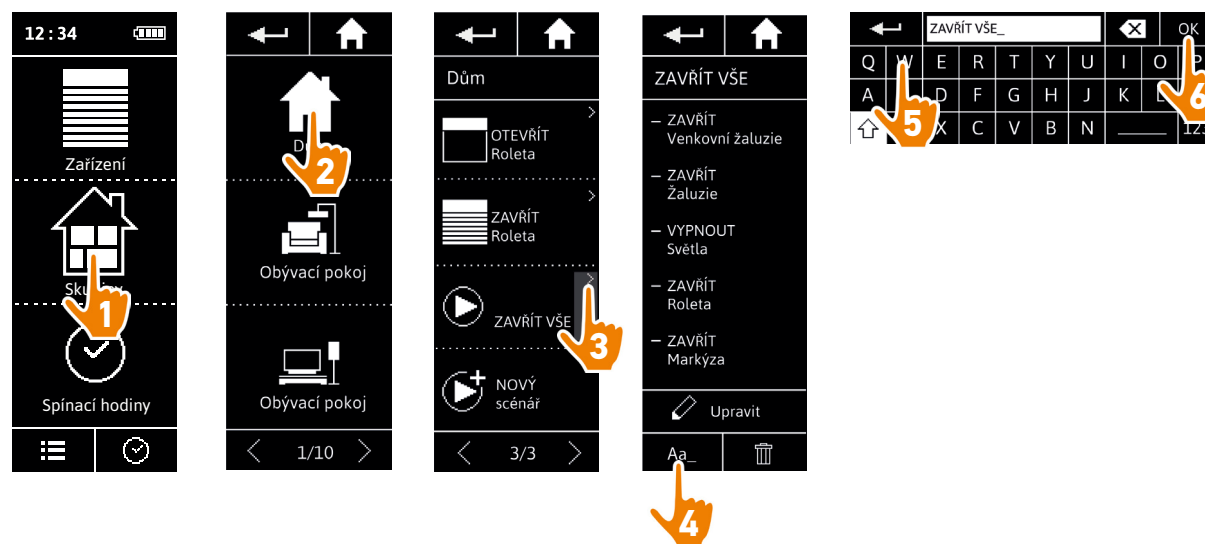 12:34
Zařízení
1
Spínací hodiny
2
Obývací pokoj
Obývací pokoj
1/10
Dům
OTEVŘÍT
Roleta
ZAVŘÍT
Roleta
ZAVŘÍT VŠE
3
NOVÝ
scénář
3/3
ZAVŘÍT VŠE
– ZAVŘÍT
Venkovní žaluzie
– ZAVŘÍT
Žaluzie
– VYPNOUT
Světla
– ZAVŘÍT
Roleta
– ZAVŘÍT
Markýza
Upravit
Aa_
4
ZAVŘÍT VŠE_
OK
Q W E R T Y U I O P
A D F G H J K
X C V B N
5
6